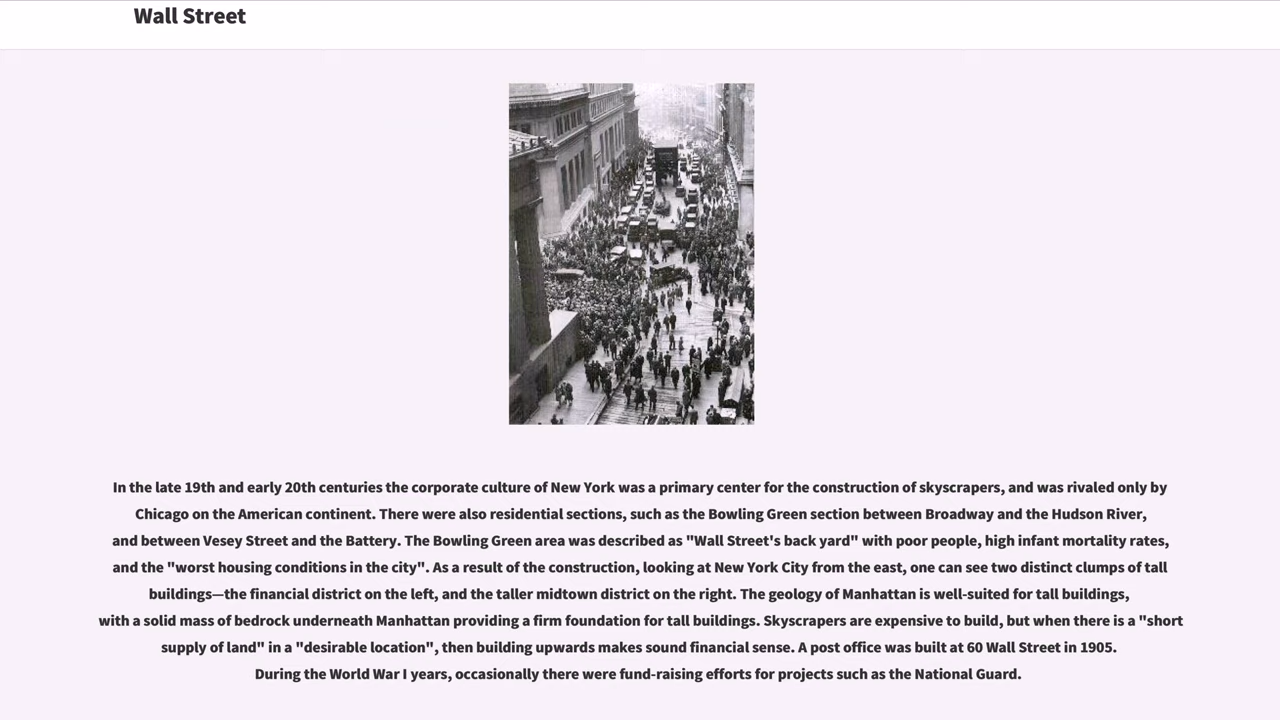 Wall Street
In the late 19th and early 20th centuries the corporate culture of New York was a primary center for the construction of skyscrapers, and was rivaled only by
Chicago on the American continent. There were also residential sections, such as the Bowling Green section between Broadway and the Hudson River,
and between Vesey Street and the Battery. The Bowling Green area was described as "Wall Street's back yard" with poor people, high infant mortality rates,
and the "worst housing conditions in the city". As a result of the construction, looking at New York City from the east, one can see two distinct clumps of tall
buildings—the financial district on the left, and the taller midtown district on the right. The geology of Manhattan is well-suited for tall buildings,
with a solid mass of bedrock underneath Manhattan providing a firm foundation for tall buildings. Skyscrapers are expensive to build, but when there is a "short
supply of land" in a "desirable location", then building upwards makes sound financial sense. A post office was built at 60 Wall Street in 1905.
During the World War I years, occasionally there were fund-raising efforts for projects such as the National Guard.